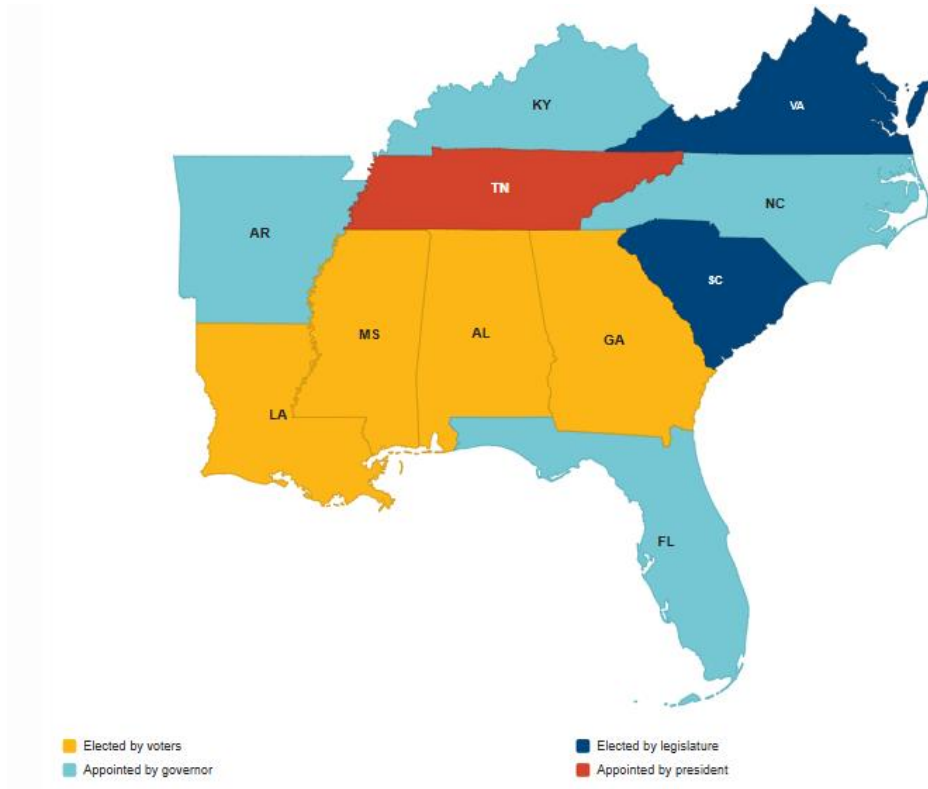 KY
VA
TN
NC
AR
SC
MS
AL
GA
LA
FL
Elected by voters
Elected by legislature
Appointed by governor
Appointed by president